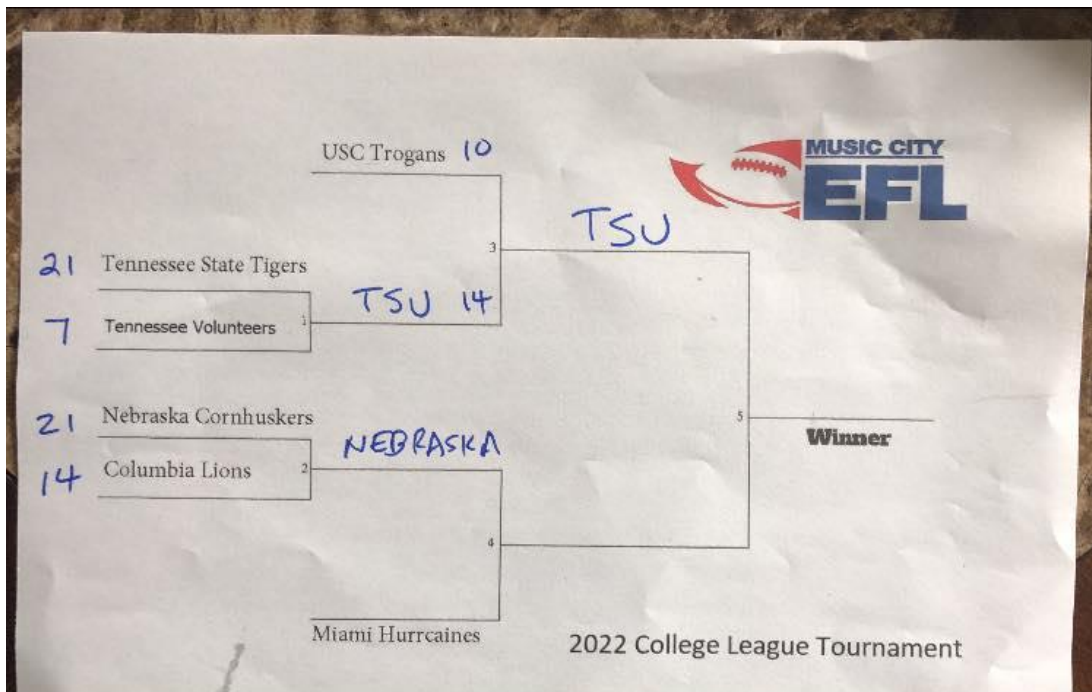 USC Trogans 10
MUSIC CITY
EFL
TSU
3
21 Tennessee State Tigers
TSU 14
7 Tennessee Volunteers 1
21 Nebraska Cornhuskers
5
Winner
NEBRASKA
14 Columbia Lions 2
4
Miami Hurrcaines
2022 College League Tournament